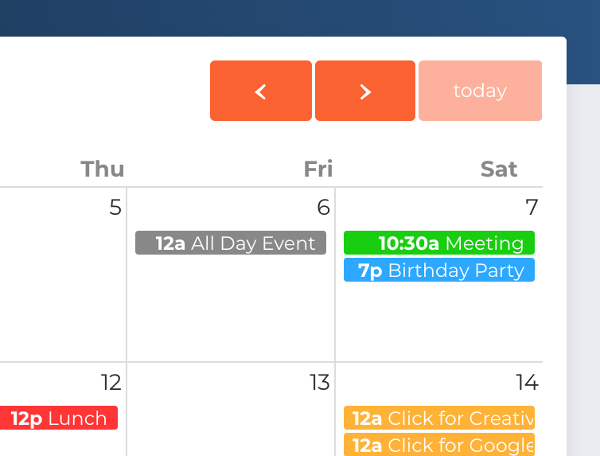 today
Thu Fri Sat
5 6 7
12a All Day Event 10:30a Meeting
7p Birthday Party
12 13 14
12p Lunch 12a Click for Creativ
12a Click for Google